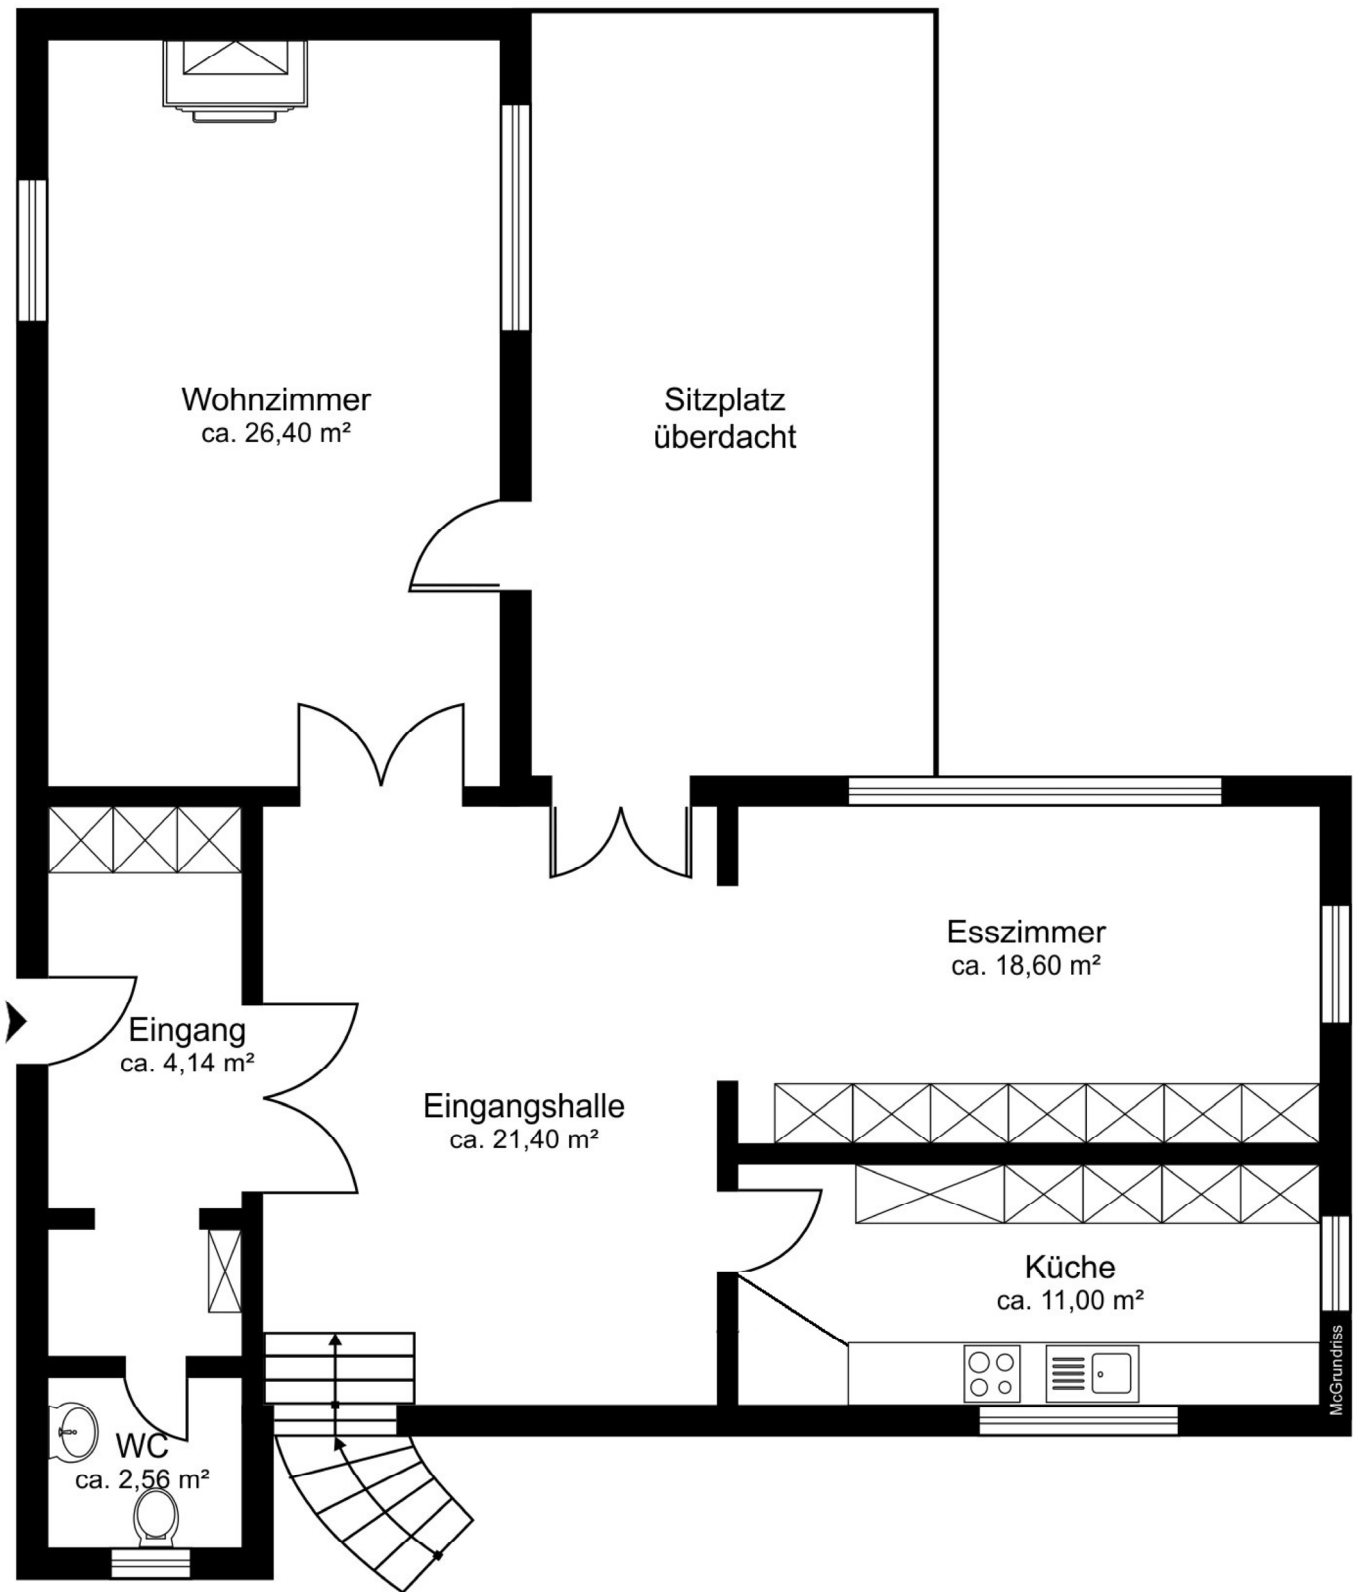 Wohnzimmer
ca. 26,40 m²
Sitzplatz
überdacht
Esszimmer
ca. 18,60 m²
Eingang
ca. 4,14 m²
Eingangshalle
ca. 21,40 m²
Küche
ca. 11,00 m²
McGrundriss
WC
ca. 2,56 m²